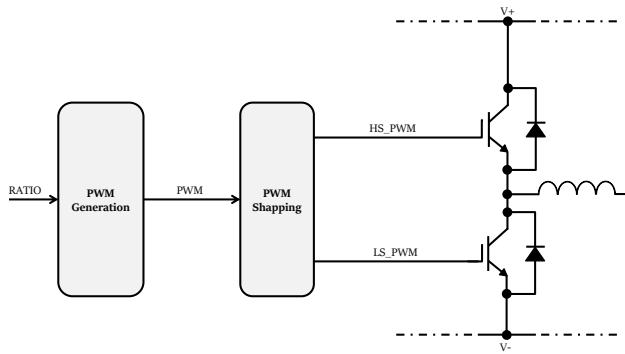 V+
HS_PWM
RATIO
PWM
Generation
PWM
PWM
Shapping
LS_PWM
V-